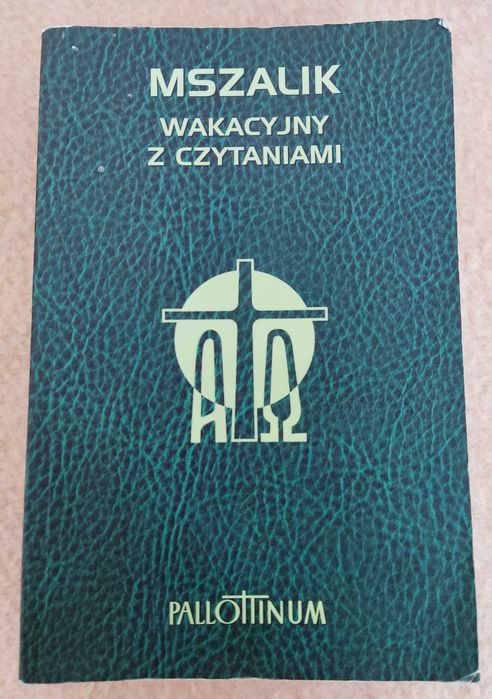 MSZALIK
WAKACYJNY
Z CZYTANIAMI
Α Ω
PALLOTTINUM